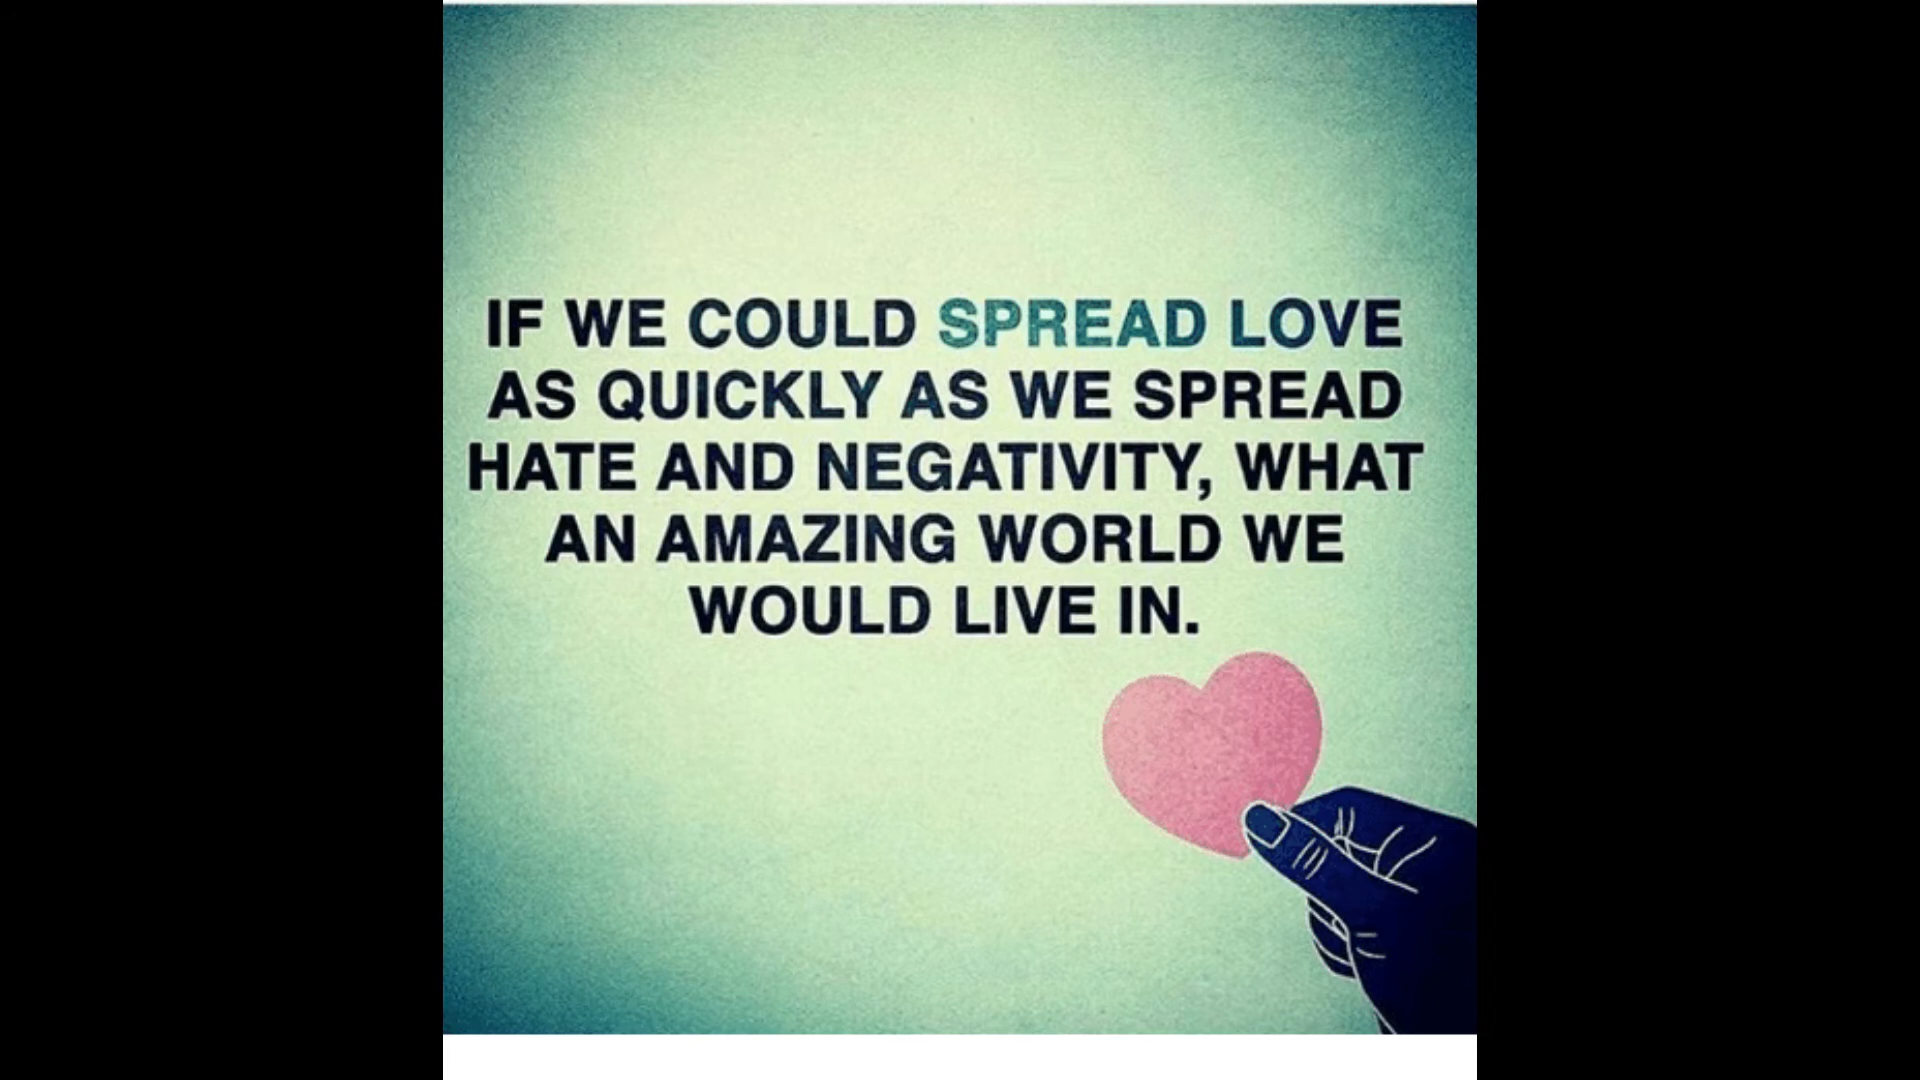 IF WE COULD SPREAD LOVE
AS QUICKLY AS WE SPREAD
HATE AND NEGATIVITY, WHAT
AN AMAZING WORLD WE
WOULD LIVE IN.